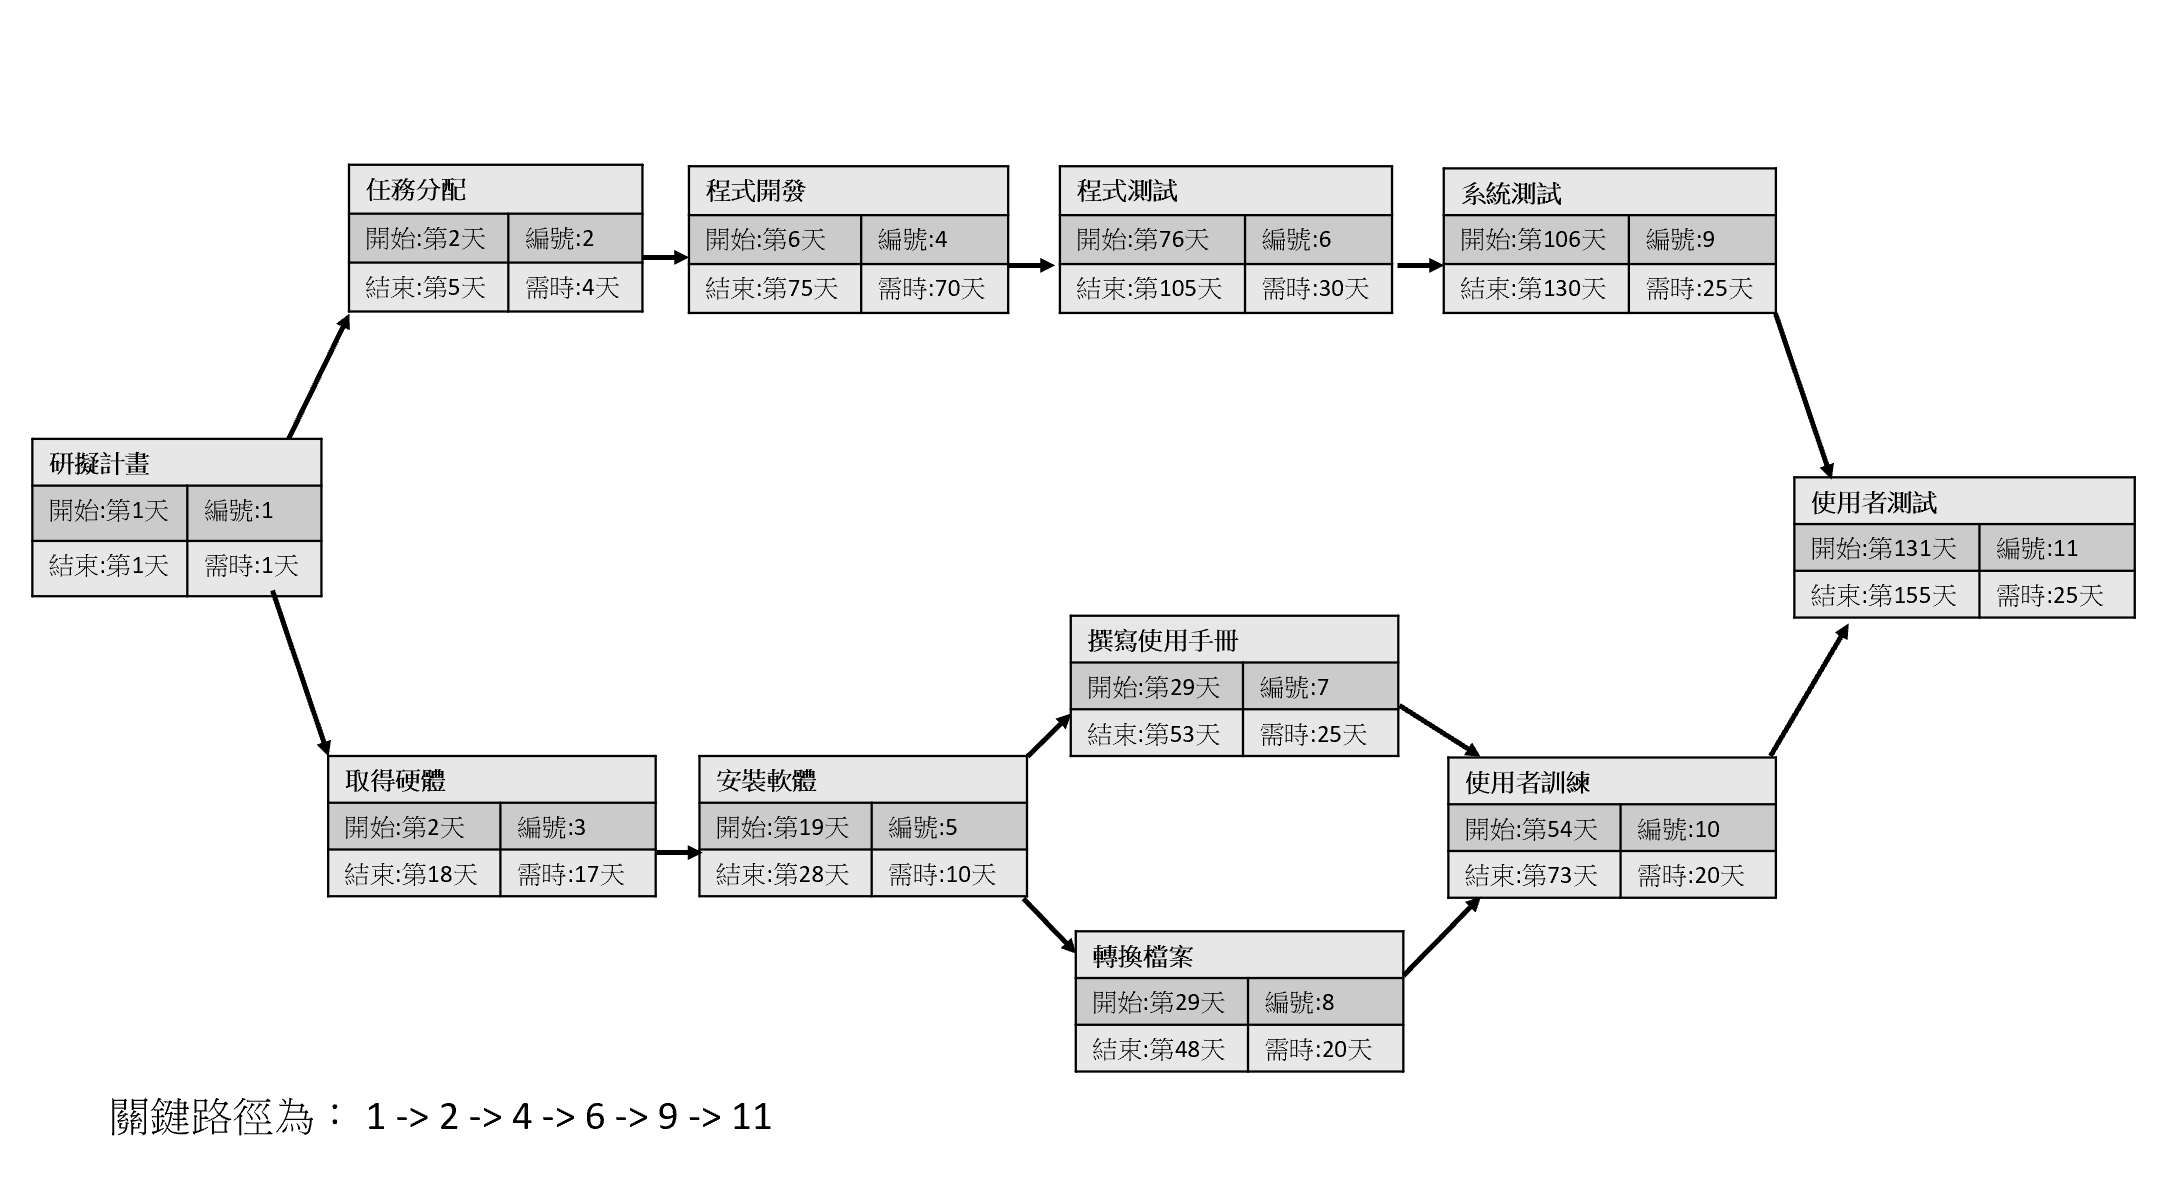 任務分配
開始:第2天 編號:2
結束:第5天 需時:4天
程式開發
開始:第6天 編號:4
結束:第75天 需時:70天
程式測試
開始:第76天 編號:6
結束:第105天 需時:30天
系統測試
開始:第106天 編號:9
結束:第130天 需時:25天
研擬計畫
開始:第1天 編號:1
結束:第1天 需時:1天
使用者測試
開始:第131天 編號:11
結束:第155天 需時:25天
撰寫使用手冊
開始:第29天 編號:7
結束:第53天 需時:25天
取得硬體
開始:第2天 編號:3
結束:第18天 需時:17天
安裝軟體
開始:第19天 編號:5
結束:第28天 需時:10天
使用者訓練
開始:第54天 編號:10
結束:第73天 需時:20天
轉換檔案
開始:第29天 編號:8
結束:第48天 需時:20天
關鍵路徑為： 1 -> 2 -> 4 -> 6 -> 9 -> 11